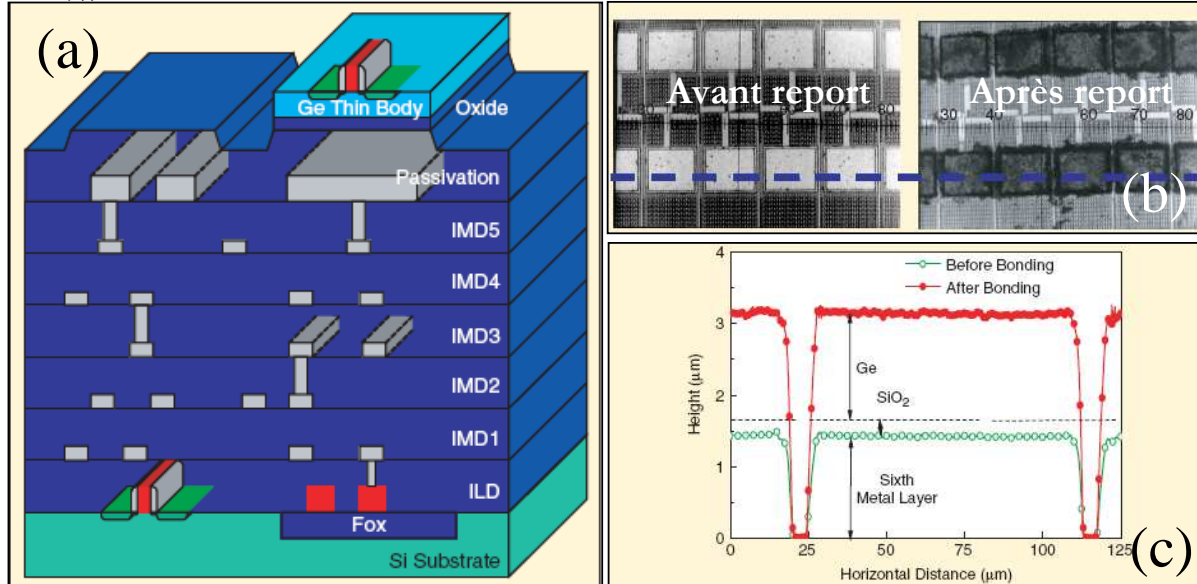 (a)
Ge Thin Body
Oxide
Passivation
IMD5
IMD4
IMD3
IMD2
IMD1
ILD
Fox
Si Substrate
Avant report
Après report
30
80
30
40
60
70
80
(b)
Before Bonding
After Bonding
4
3
2
1
0
Height (μm)
Ge
SiO₂
Sixth
Metal Layer
0 25 50 75 100 125
Horizontal Distance (μm)
(c)